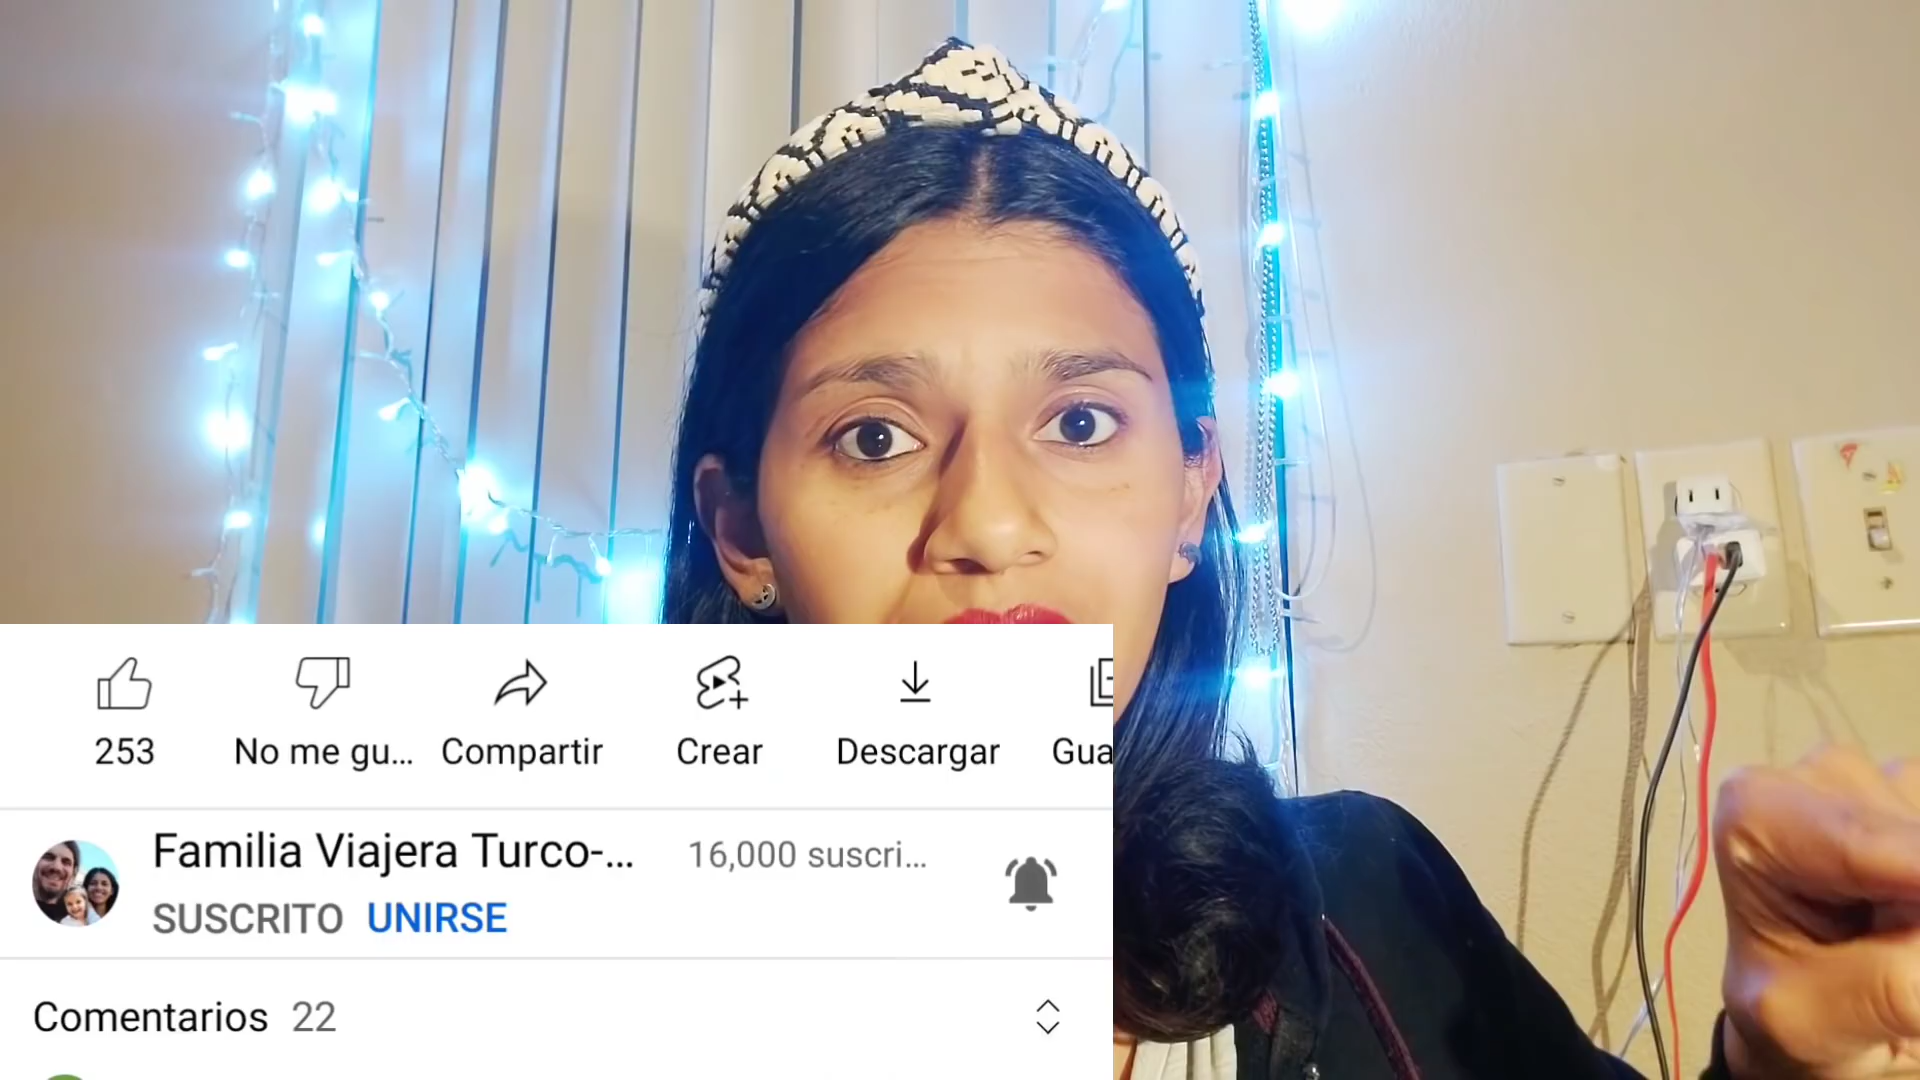 253
No me gu...
Compartir
Crear
Descargar
Gua
Familia Viajera Turco-...
16,000 suscri...
SUSCRITO UNIRSE
Comentarios 22